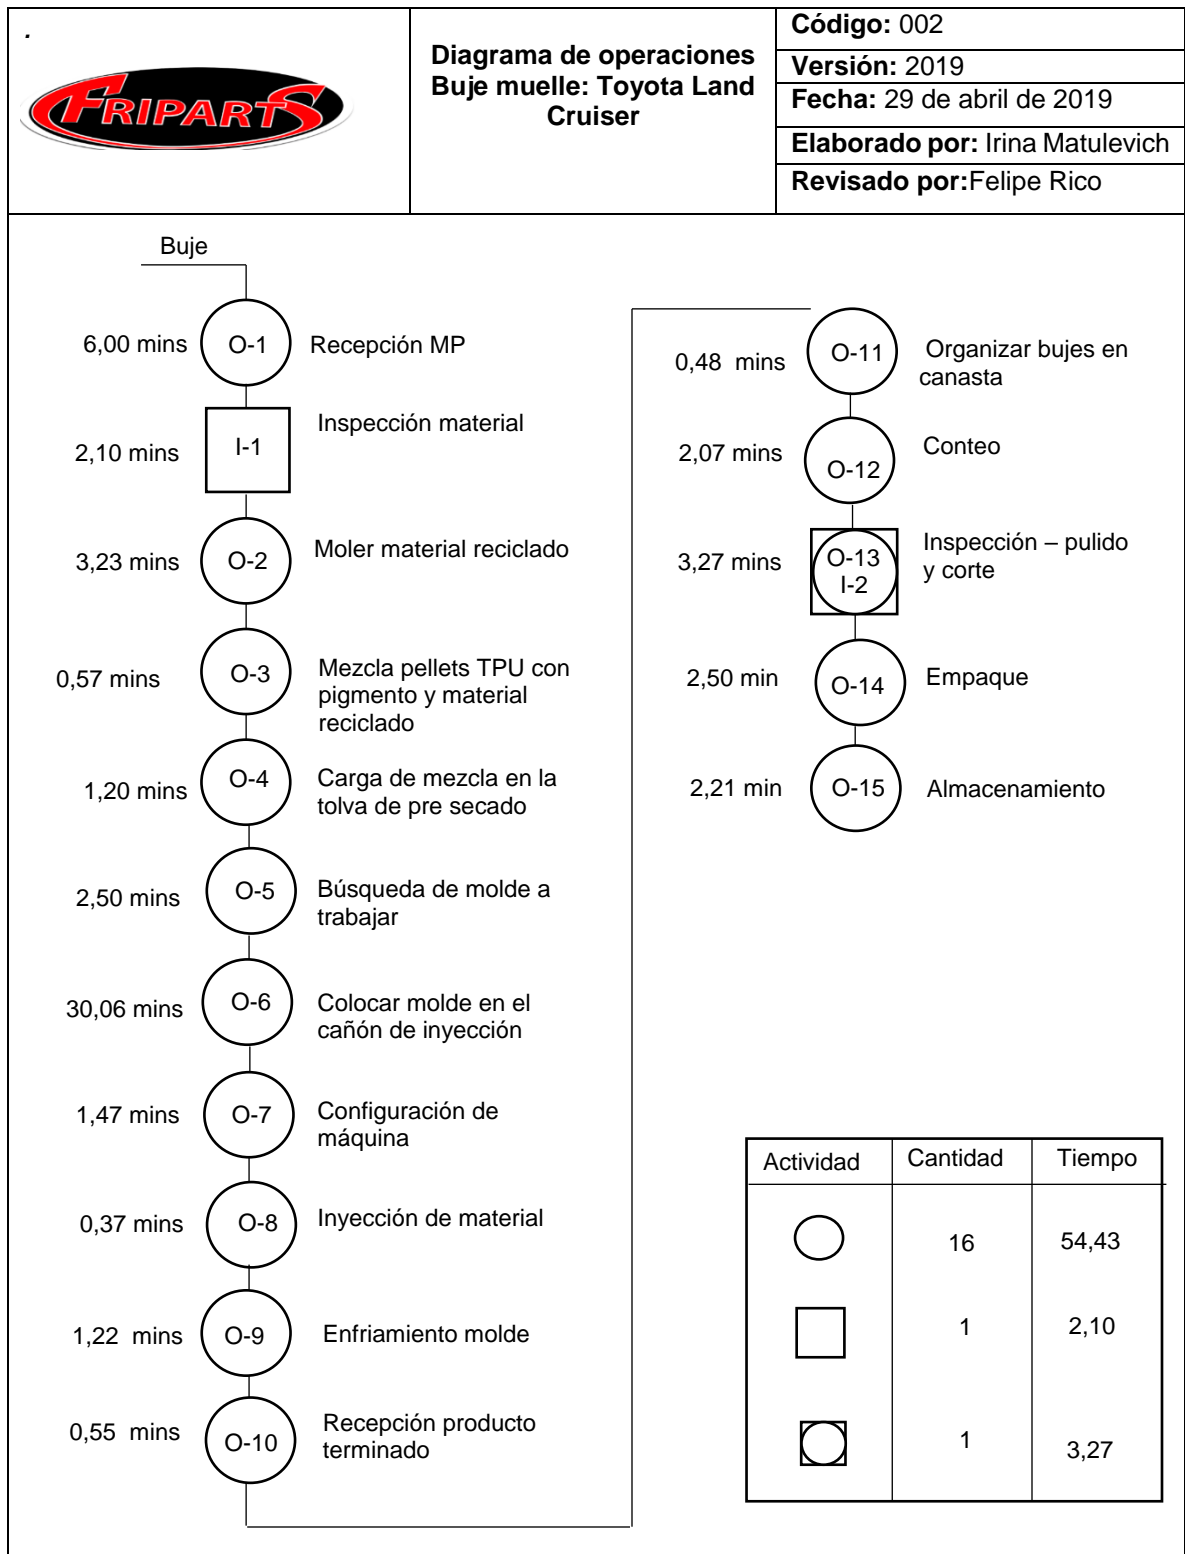 .
FRIPARTS
Diagrama de operaciones
Buje muelle: Toyota Land
Cruiser
Código: 002
Versión: 2019
Fecha: 29 de abril de 2019
Elaborado por: Irina Matulevich
Revisado por:Felipe Rico
Buje
6,00 mins O-1 Recepción MP
2,10 mins I-1 Inspección material
3,23 mins O-2 Moler material reciclado
0,57 mins O-3 Mezcla pellets TPU con
pigmento y material
reciclado
1,20 mins O-4 Carga de mezcla en la
tolva de pre secado
2,50 mins O-5 Búsqueda de molde a
trabajar
30,06 mins O-6 Colocar molde en el
cañón de inyección
1,47 mins O-7 Configuración de
máquina
0,37 mins O-8 Inyección de material
1,22 mins O-9 Enfriamiento molde
0,55 mins O-10 Recepción producto
terminado
0,48 mins O-11 Organizar bujes en
canasta
2,07 mins O-12 Conteo
3,27 mins O-13 Inspección – pulido
I-2 y corte
2,50 min O-14 Empaque
2,21 min O-15 Almacenamiento
Actividad Cantidad Tiempo
16 54,43
1 2,10
1 3,27